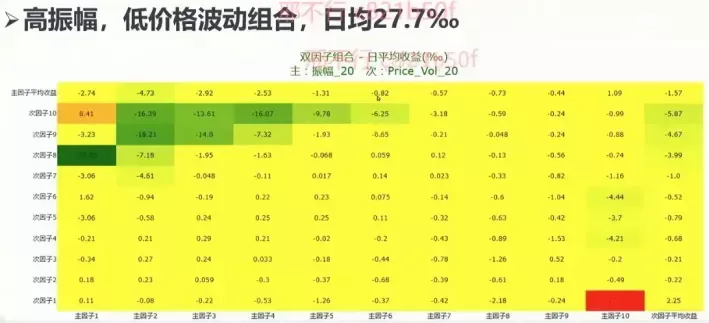 ➢高振幅，低价格波动组合，日均27.7‰
双因子组合 - 日平均收益(‰)
主：振幅_20 次：Price_Vol_20
主因子平均收益 -2.74 -4.73 -2.92 -2.53 -1.31 -0.82 -0.57 -0.73 -0.44 1.09 -1.57
次因子10 8.41 -16.39 -13.61 -16.07 -9.78 -6.25 -3.18 -0.59 -0.24 -0.99 -5.87
次因子9 -3.23 -18.21 -14.8 -7.32 -1.93 -0.65 -0.21 -0.048 -0.24 -0.88 -4.67
次因子8 -7.18 -1.95 -1.63 -0.068 0.059 0.12 -0.13 -0.56 -0.74 -3.99
次因子7 -3.06 -4.61 -0.048 -0.11 0.017 0.14 0.023 -0.33 -0.82 -1.16 -1.0
次因子6 1.62 -0.94 -0.19 0.22 0.23 0.075 -0.14 -0.6 -1.04 -4.44 -0.52
次因子5 -3.06 -0.58 0.24 0.25 0.25 0.11 -0.32 -0.63 -0.42 -3.7 -0.79
次因子4 -0.21 0.21 0.29 0.21 -0.02 -0.2 -0.43 -0.89 -1.53 -4.21 -0.68
次因子3 -0.34 0.27 0.24 0.033 -0.18 -0.44 -0.78 -1.26 0.52 -0.2 -0.21
次因子2 0.18 0.23 0.059 -0.3 -0.37 -0.68 -0.39 -0.61 0.18 -0.49 -0.22
次因子1 0.11 -0.08 -0.22 -0.53 -1.26 -0.37 -0.42 -2.18 -0.24 2.25
主因子1 主因子2 主因子3 主因子4 主因子5 主因子6 主因子7 主因子8 主因子9 主因子10 次因子平均收益